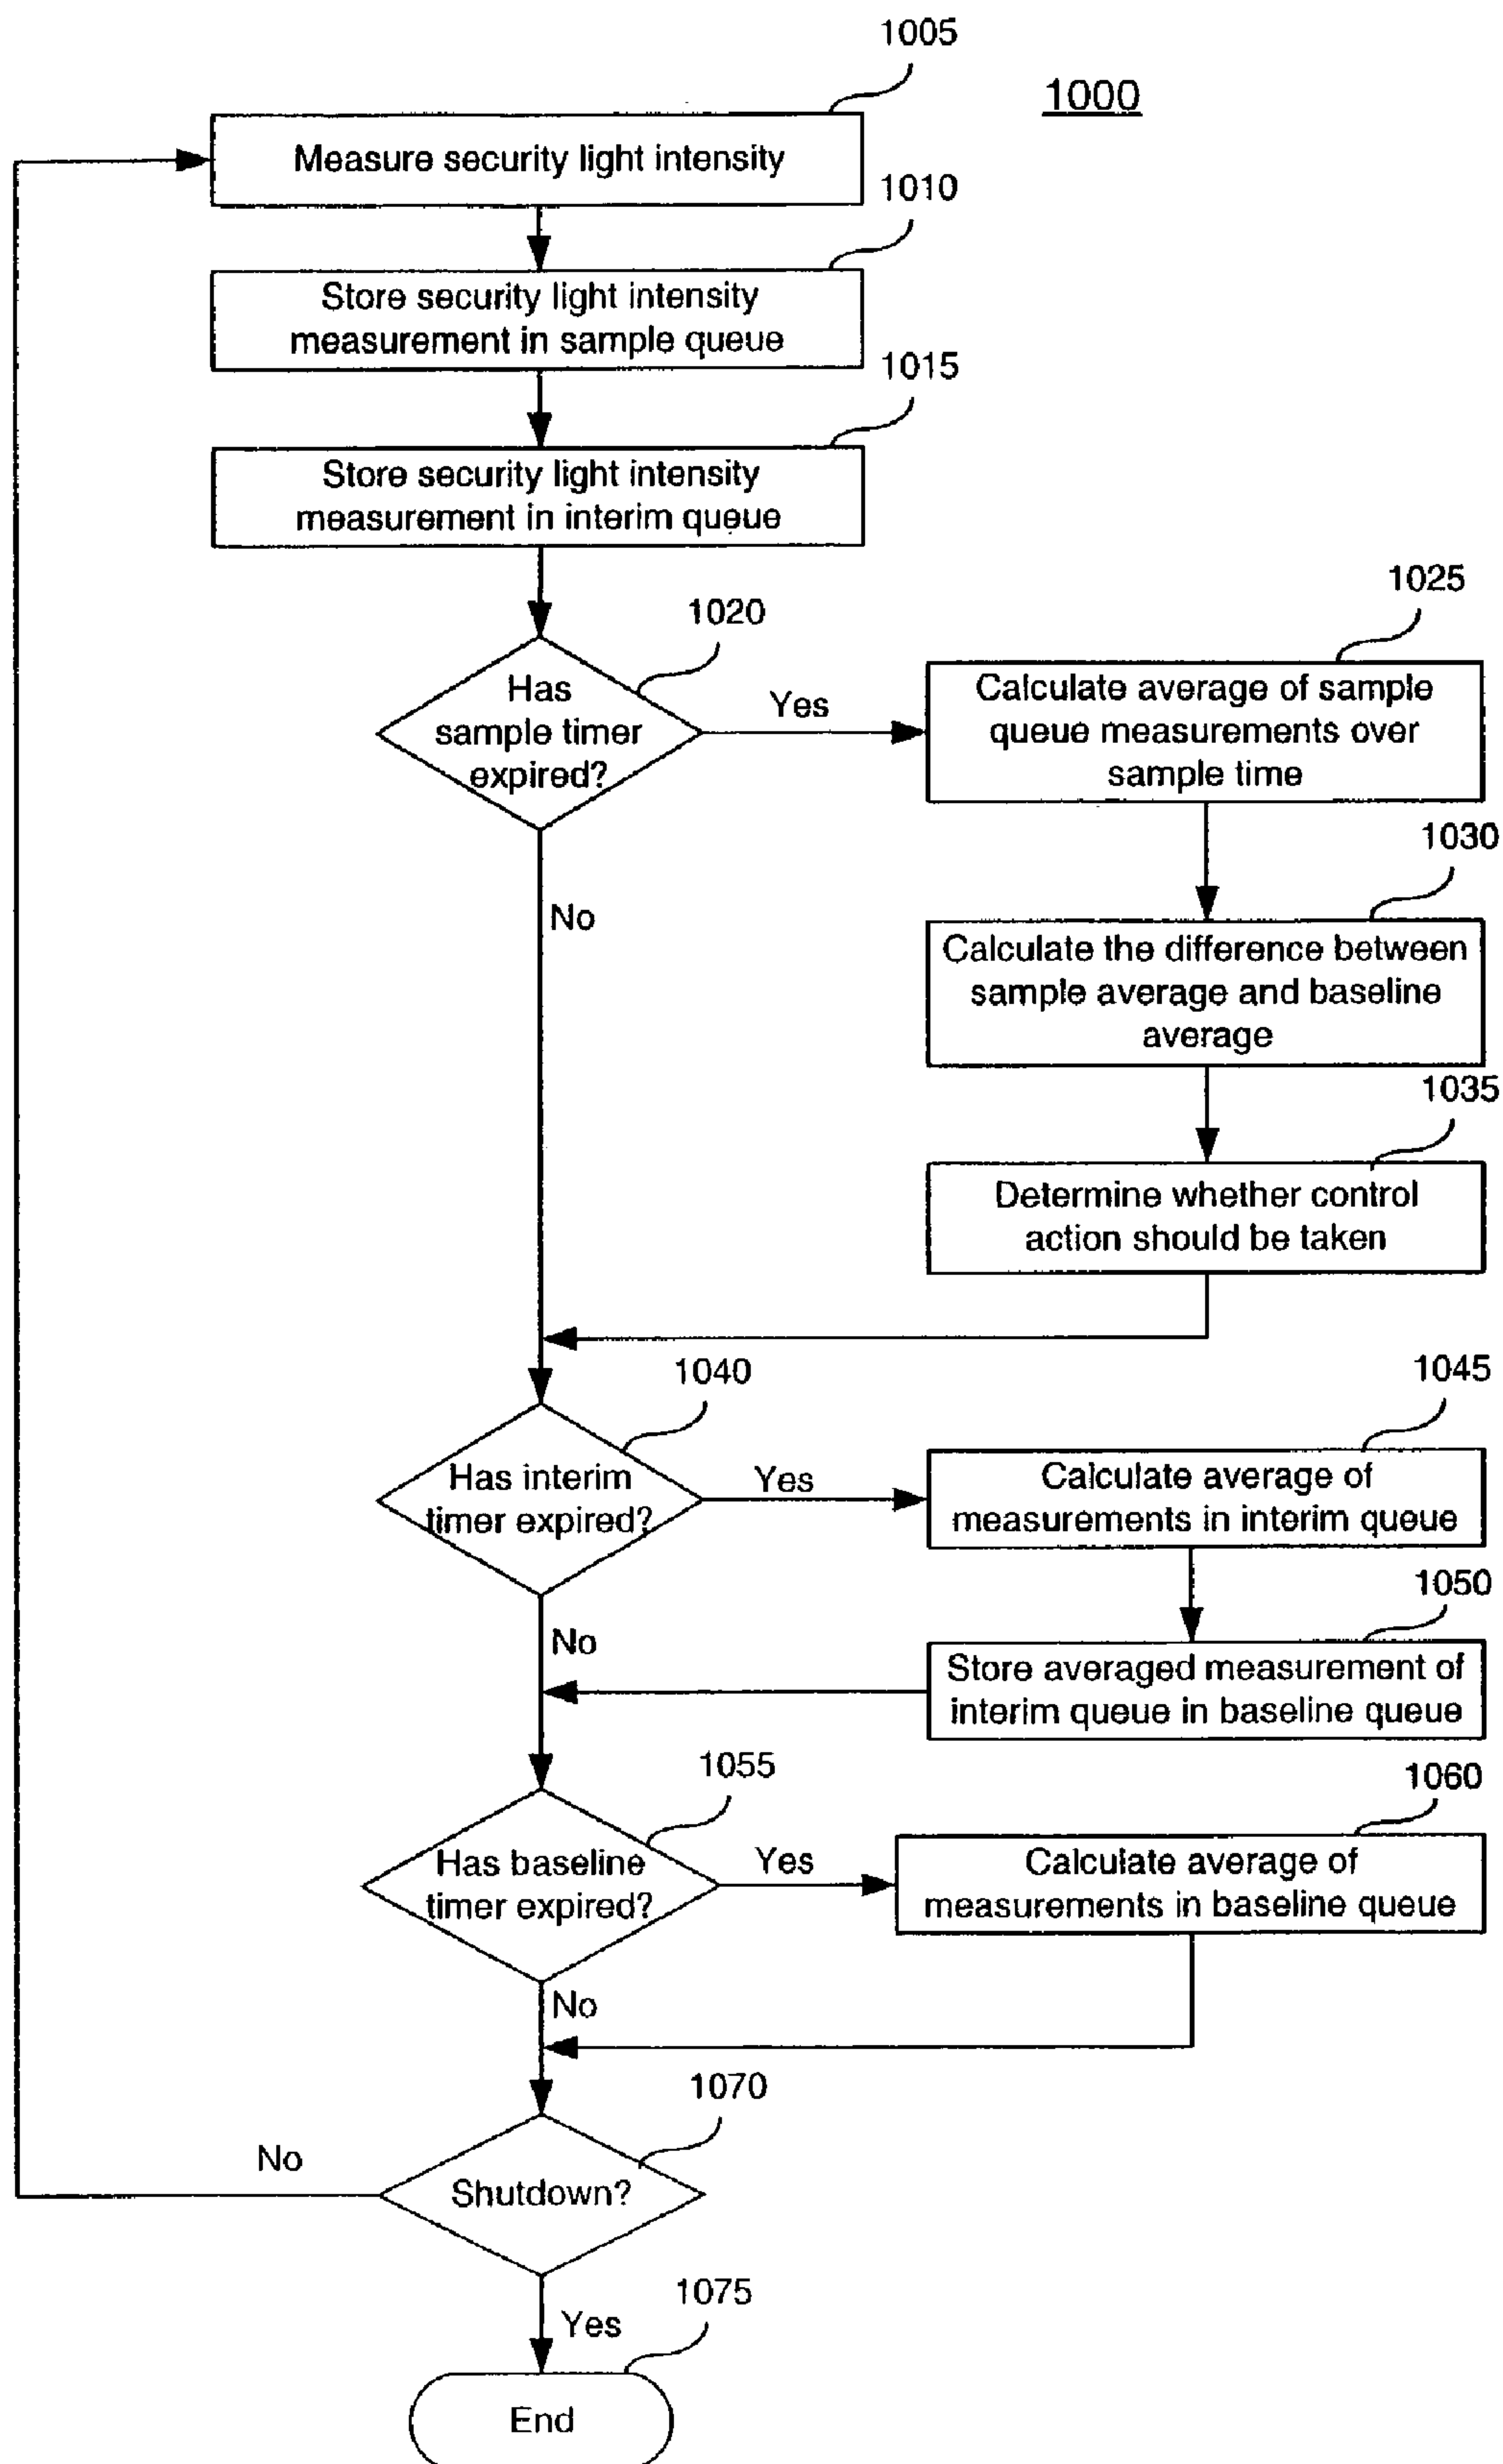 1005
1000
Measure security light intensity
1010
Store security light intensity
measurement in sample queue
1015
Store security light intensity
measurement in interim queue
1020
Has
sample timer
expired?
Yes
No
1025
Calculate average of sample
queue measurements over
sample time
1030
Calculate the difference between
sample average and baseline
average
1035
Determine whether control
action should be taken
1040
Has interim
timer expired?
Yes
No
1045
Calculate average of
measurements in interim queue
1050
Store averaged measurement of
interim queue in baseline queue
1055
Has baseline
timer expired?
Yes
No
1060
Calculate average of
measurements in baseline queue
1070
Shutdown?
No
Yes
1075
End